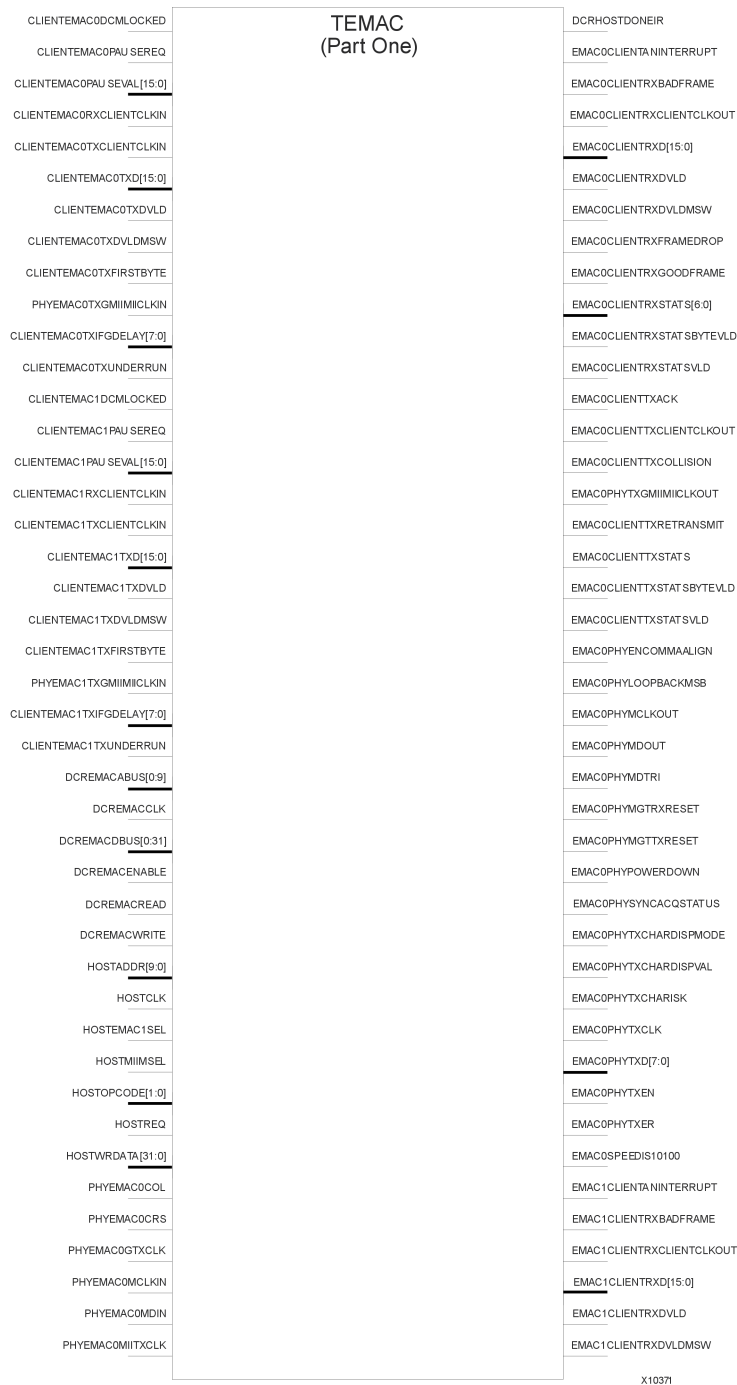 TEMAC
(Part One)
CLIENTEMAC0DCMLOCKED
CLIENTEMAC0PAUSEREQ
CLIENTEMAC0PAUSEVAL[15:0]
CLIENTEMAC0RXCLIENTCLKIN
CLIENTEMAC0TXCLIENTCLKIN
CLIENTEMAC0TXD[15:0]
CLIENTEMAC0TXDVLD
CLIENTEMAC0TXDVLDMSW
CLIENTEMAC0TXFIRSTBYTE
PHYEMAC0TXGMIIMIICLKIN
CLIENTEMAC0TXIFGDELAY[7:0]
CLIENTEMAC0TXUNDERRUN
CLIENTEMAC1DCMLOCKED
CLIENTEMAC1PAUSEREQ
CLIENTEMAC1PAUSEVAL[15:0]
CLIENTEMAC1RXCLIENTCLKIN
CLIENTEMAC1TXCLIENTCLKIN
CLIENTEMAC1TXD[15:0]
CLIENTEMAC1TXDVLD
CLIENTEMAC1TXDVLDMSW
CLIENTEMAC1TXFIRSTBYTE
PHYEMAC1TXGMIIMIICLKIN
CLIENTEMAC1TXIFGDELAY[7:0]
CLIENTEMAC1TXUNDERRUN
DCREMACABUS[0:9]
DCREMACCLK
DCREMACDBUS[0:31]
DCREMACENABLE
DCREMACREAD
DCREMACWRITE
HOSTADDR[9:0]
HOSTCLK
HOSTEMAC1SEL
HOSTMIIMSEL
HOSTOPCODE[1:0]
HOSTREQ
HOSTWRDATA[31:0]
PHYEMAC0COL
PHYEMAC0CRS
PHYEMAC0GTXCLK
PHYEMAC0MCLKIN
PHYEMAC0MDIN
PHYEMAC0MIITXCLK
DCRHOSTDONEIR
EMAC0CLIENTANINTERRUPT
EMAC0CLIENTRXBADFRAME
EMAC0CLIENTRXCLIENTCLKOUT
EMAC0CLIENTRXD[15:0]
EMAC0CLIENTRXDVLD
EMAC0CLIENTRXDVLDMSW
EMAC0CLIENTRXFRAMEDROP
EMAC0CLIENTRXGOODFRAME
EMAC0CLIENTRXSTATS[6:0]
EMAC0CLIENTRXSTATSBYTEVLD
EMAC0CLIENTRXSTATSVLD
EMAC0CLIENTTXACK
EMAC0CLIENTTXCLIENTCLKOUT
EMAC0CLIENTTXCOLLISION
EMAC0PHYTXGMIIMIICLKOUT
EMAC0CLIENTTXRETRANSMIT
EMAC0CLIENTTXSTATS
EMAC0CLIENTTXSTATSBYTEVLD
EMAC0CLIENTTXSTATSVLD
EMAC0PHYENCOMMAALIGN
EMAC0PHYLOOPBACKMSB
EMAC0PHYMCLKOUT
EMAC0PHYMDOUT
EMAC0PHYMDTRI
EMAC0PHYMGTRXRESET
EMAC0PHYMGTTXRESET
EMAC0PHYPOWERDOWN
EMAC0PHYSYNCACQSTATUS
EMAC0PHYTXCHARDISPMODE
EMAC0PHYTXCHARDISPVAL
EMAC0PHYTXCHARISK
EMAC0PHYTXCLK
EMAC0PHYTXD[7:0]
EMAC0PHYTXEN
EMAC0PHYTXER
EMAC0SPEEDIS10100
EMAC1CLIENTANINTERRUPT
EMAC1CLIENTRXBADFRAME
EMAC1CLIENTRXCLIENTCLKOUT
EMAC1CLIENTRXD[15:0]
EMAC1CLIENTRXDVLD
EMAC1CLIENTRXDVLDMSW
X10371